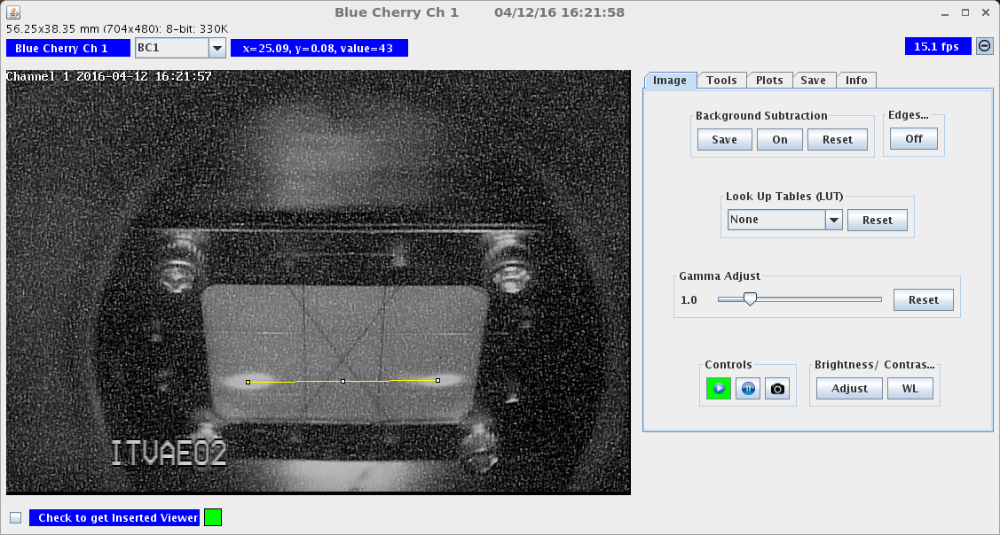 Blue Cherry Ch 1 04/12/16 16:21:58
56.25x38.35 mm (704x480); 8-bit; 330K
Blue Cherry Ch 1 BC1 x=25.09, y=0.08, value=43 15.1 fps
Channel 1 2016-04-12 16:21:57
ITVAE02
Image Tools Plots Save Info
Background Subtraction Edges...
Save On Reset Off
Look Up Tables (LUT)
None Reset
Gamma Adjust
1.0 Reset
Controls Brightness/ Contras...
Adjust WL
Check to get Inserted Viewer